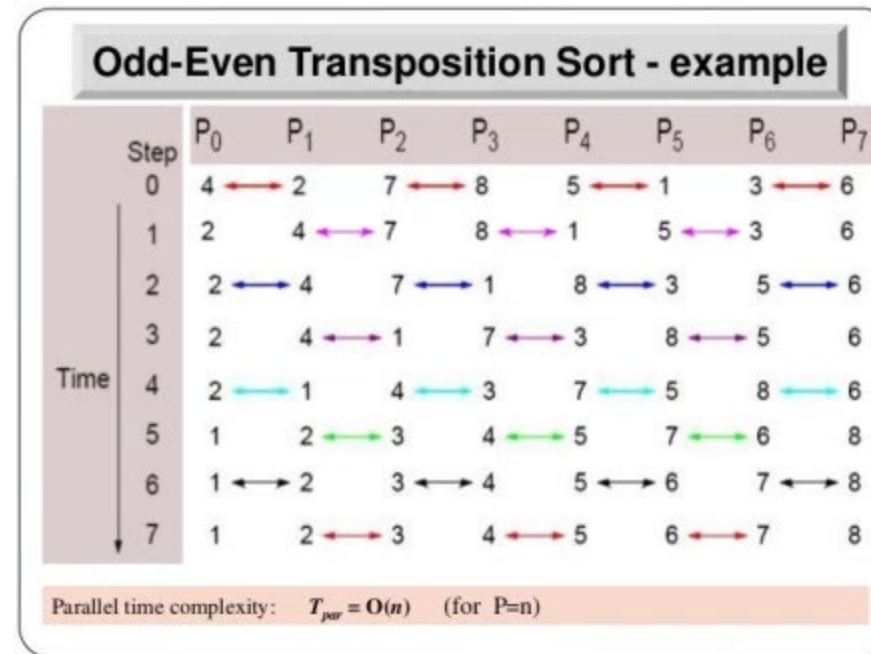 Odd-Even Transposition Sort - example
Step P0 P1 P2 P3 P4 P5 P6 P7
0 4 2 7 8 5 1 3 6
1 2 4 7 8 1 5 3 6
2 2 4 7 1 8 3 5 6
3 2 4 1 7 3 8 5 6
Time
4 2 1 4 3 7 5 8 6
5 1 2 3 4 5 7 6 8
6 1 2 3 4 5 6 7 8
7 1 2 3 4 5 6 7 8
Parallel time complexity: Tpar = O(n) (for P=n)